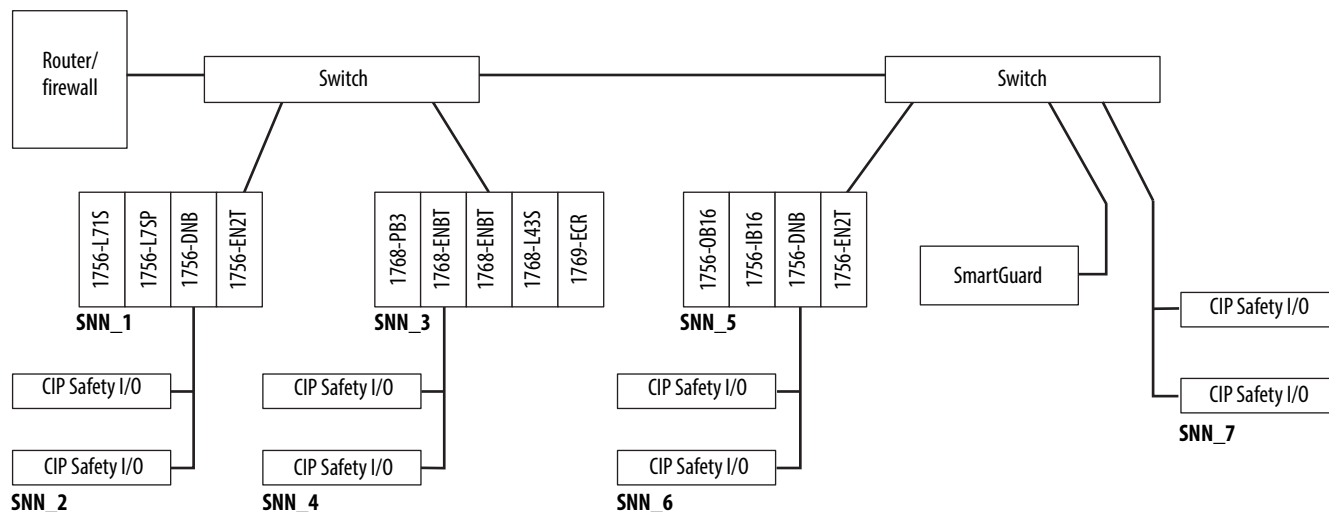 Router/
firewall
Switch
Switch
1756-L71S
1756-L7SP
1756-DNB
1756-EN2T
SNN_1
1768-PB3
1768-ENBT
1768-ENBT
1768-L43S
1769-ECR
SNN_3
1756-OB16
1756-IB16
1756-DNB
1756-EN2T
SNN_5
SmartGuard
CIP Safety I/O
CIP Safety I/O
SNN_7
CIP Safety I/O
CIP Safety I/O
SNN_2
CIP Safety I/O
CIP Safety I/O
SNN_4
CIP Safety I/O
CIP Safety I/O
SNN_6